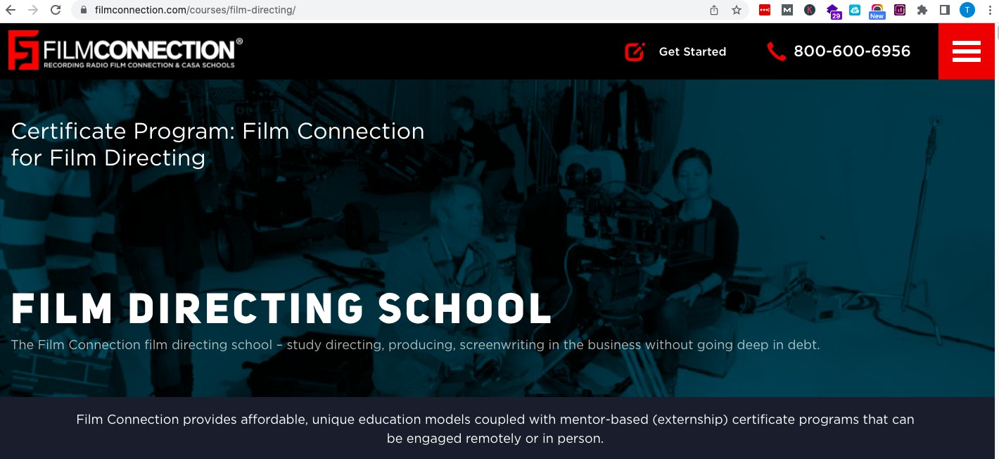 filmconnection.com/courses/film-directing/
29
New
T
FILMCONNECTION®
RECORDING RADIO FILM CONNECTION & CASA SCHOOLS
Get Started
800-600-6956
Certificate Program: Film Connection
for Film Directing
FILM DIRECTING SCHOOL
The Film Connection film directing school – study directing, producing, screenwriting in the business without going deep in debt.
Film Connection provides affordable, unique education models coupled with mentor-based (externship) certificate programs that can
be engaged remotely or in person.